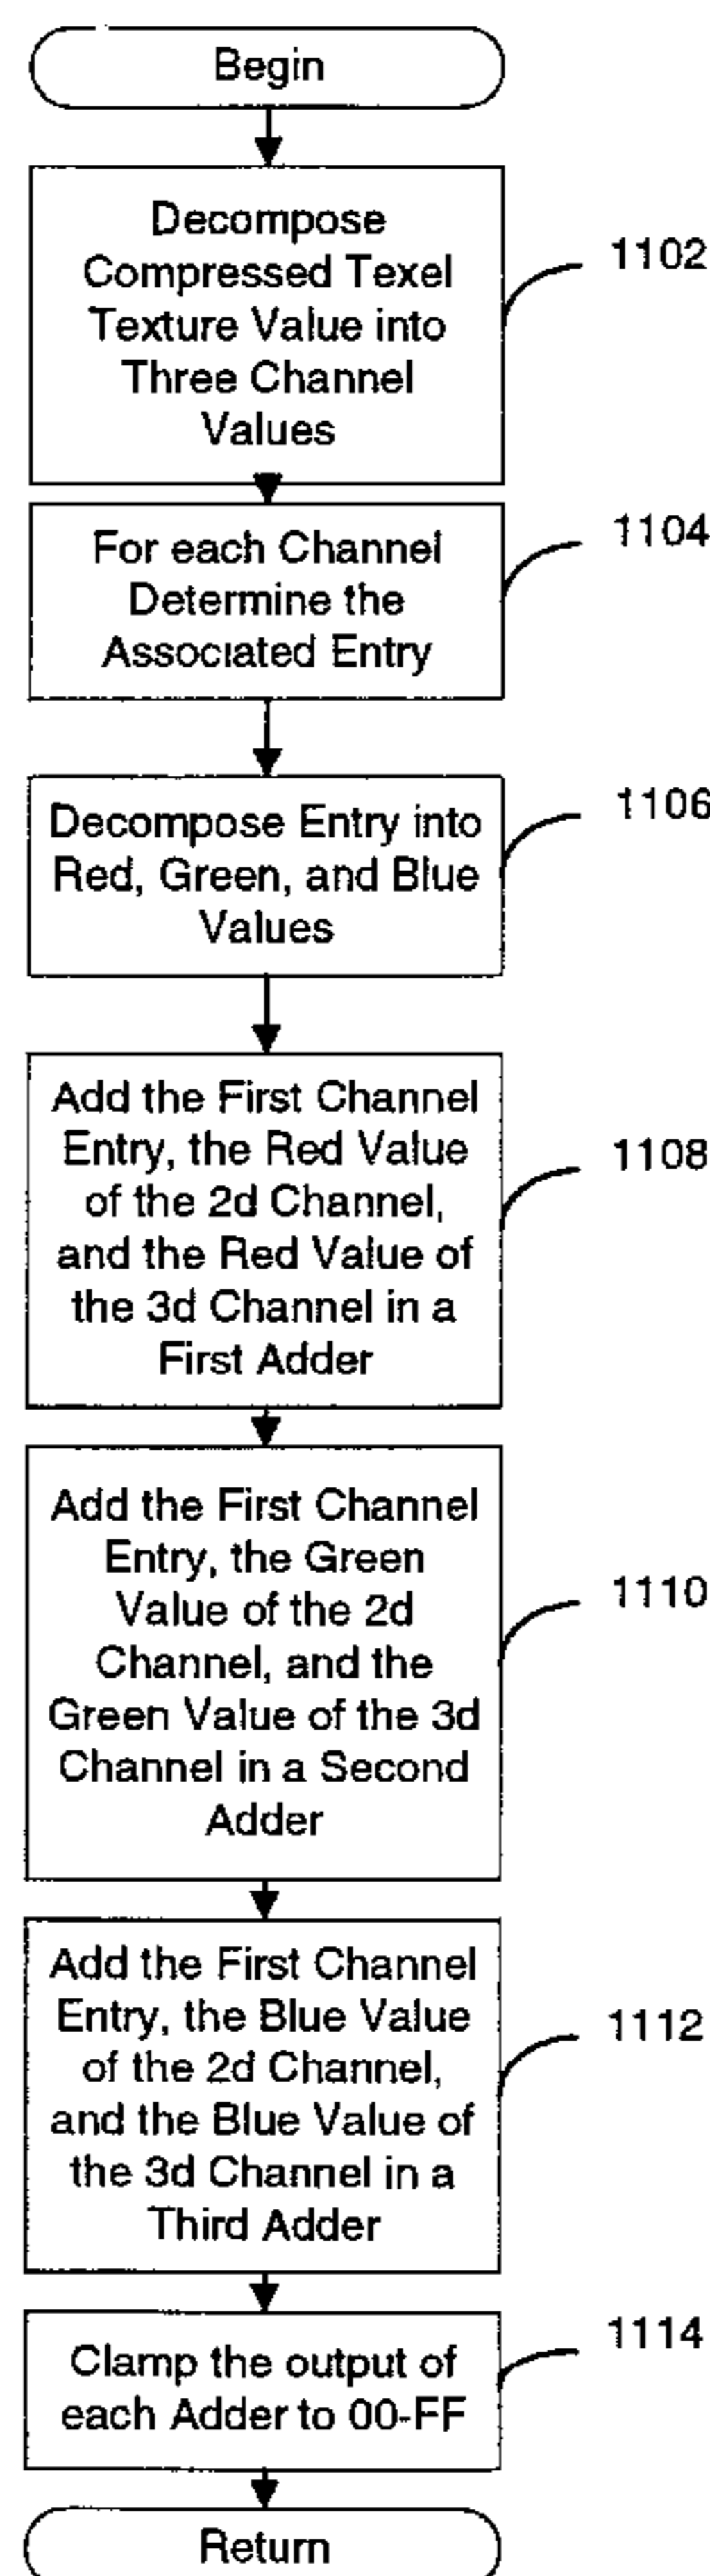 Begin
Decompose
Compressed Texel
Texture Value into
Three Channel
Values
1102
For each Channel
Determine the
Associated Entry
1104
Decompose Entry into
Red, Green, and Blue
Values
1106
Add the First Channel
Entry, the Red Value
of the 2d Channel,
and the Red Value of
the 3d Channel in a
First Adder
1108
Add the First Channel
Entry, the Green
Value of the 2d
Channel, and the
Green Value of the 3d
Channel in a Second
Adder
1110
Add the First Channel
Entry, the Blue Value
of the 2d Channel,
and the Blue Value of
the 3d Channel in a
Third Adder
1112
Clamp the output of
each Adder to 00-FF
1114
Return